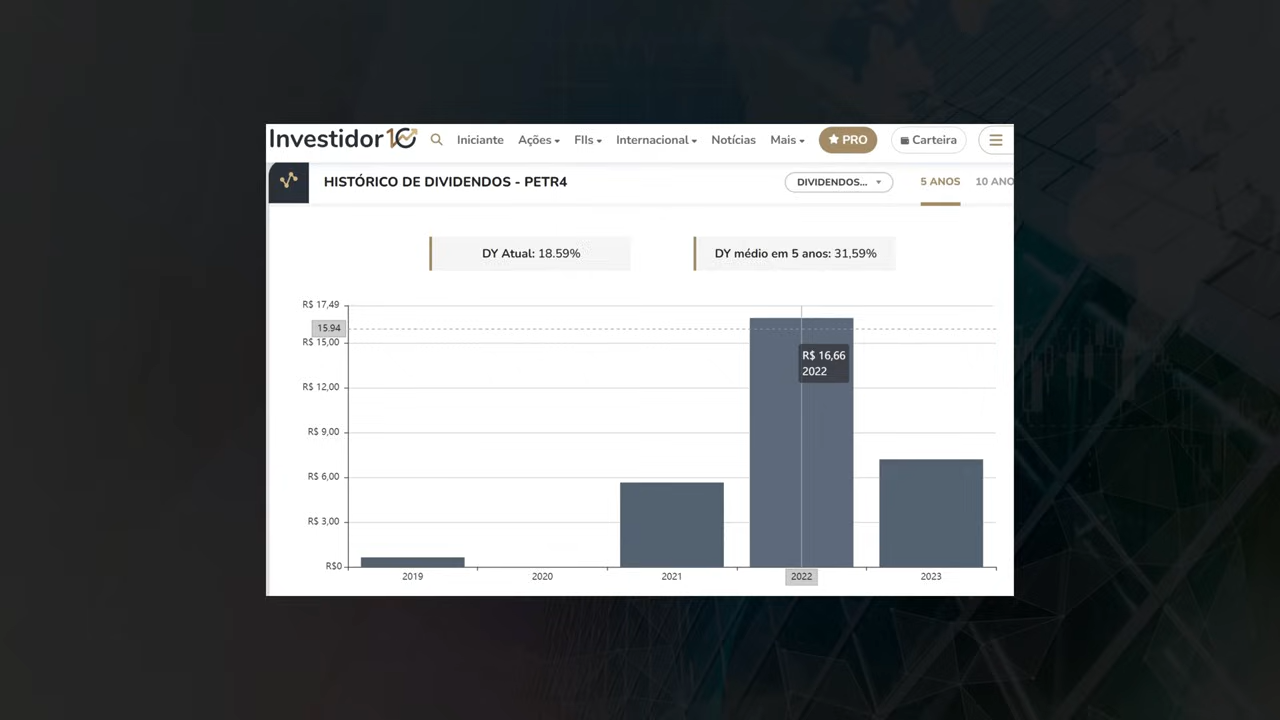 Investidor10 Iniciante Ações FIIs Internacional Notícias Mais PRO Carteira
HISTÓRICO DE DIVIDENDOS - PETR4 DIVIDENDOS... 5 ANOS 10 ANO
DY Atual: 18.59% DY médio em 5 anos: 31,59%
R$ 17,49
15.94
R$ 15,00
R$ 16,66
2022
R$ 12,00
R$ 9,00
R$ 6,00
R$ 3,00
R$0
2019 2020 2021 2022 2023